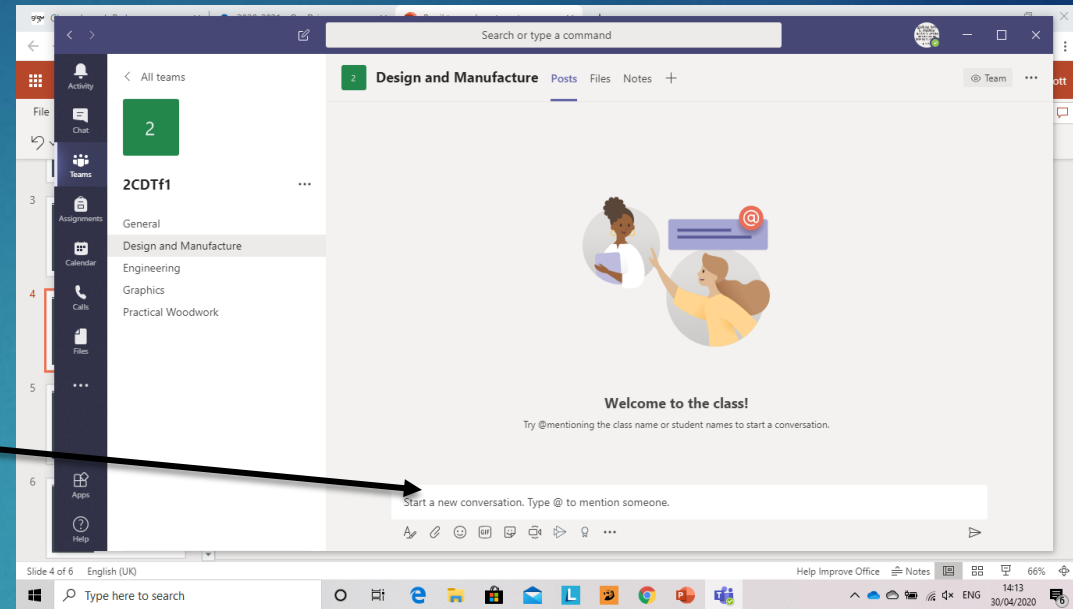 Search or type a command
Activity
Chat
Teams
Assignments
Calendar
Calls
Files
Apps
Help
All teams
2
2CDTf1
General
Design and Manufacture
Engineering
Graphics
Practical Woodwork
2 Design and Manufacture Posts Files Notes
Team
@
Welcome to the class!
Try @mentioning the class name or student names to start a conversation.
Start a new conversation. Type @ to mention someone.
GIF
File
ott
3
4
5
6
Slide 4 of 6 English (UK)
Help Improve Office Notes 66%
Type here to search
ENG
14:13
30/04/2020
6